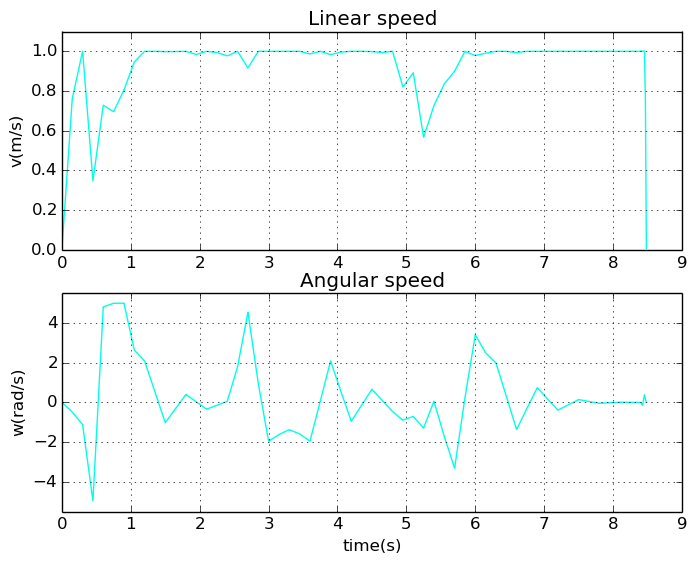 Linear speed
1.0
0.8
0.6
0.4
0.2
0.0
v(m/s)
0 1 2 3 4 5 6 7 8 9
Angular speed
4
2
0
−2
−4
w(rad/s)
0 1 2 3 4 5 6 7 8 9
time(s)